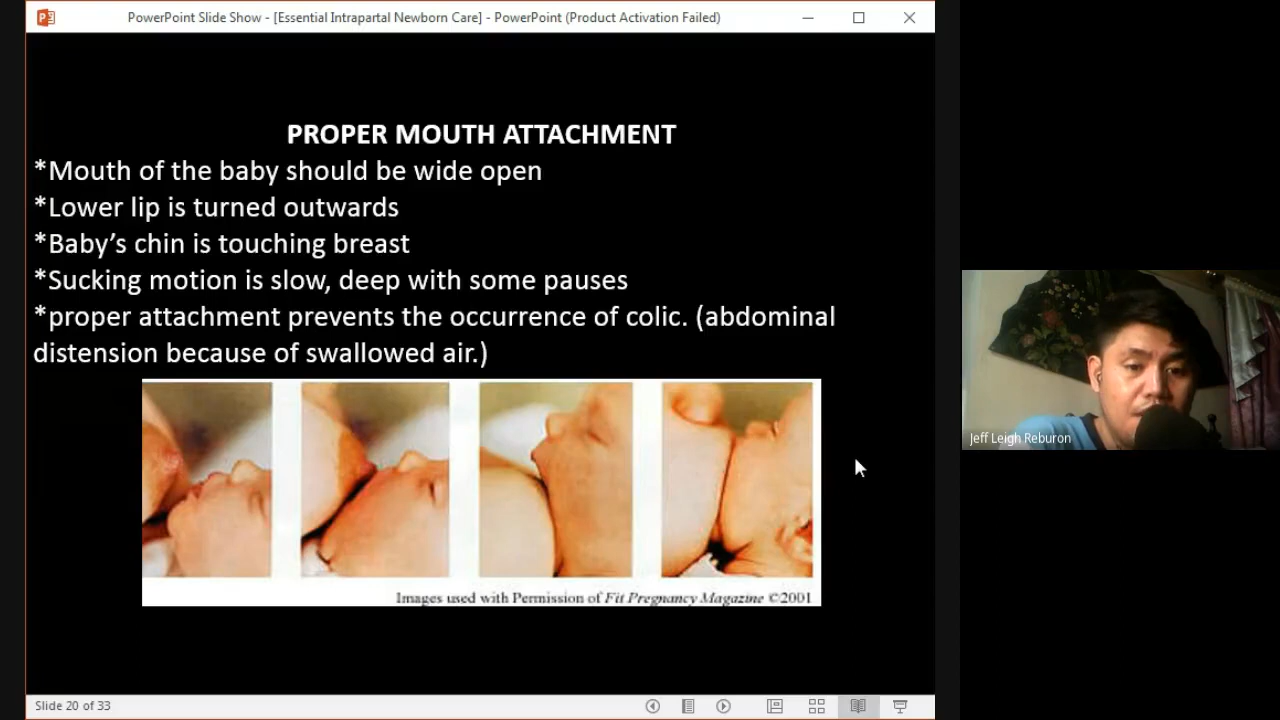 PowerPoint Slide Show - [Essential Intrapartal Newborn Care] - PowerPoint (Product Activation Failed)
PROPER MOUTH ATTACHMENT
*Mouth of the baby should be wide open
*Lower lip is turned outwards
*Baby’s chin is touching breast
*Sucking motion is slow, deep with some pauses
*proper attachment prevents the occurrence of colic. (abdominal
distension because of swallowed air.)
Images used with Permission of Fit Pregnancy Magazine ©2001
Jeff Leigh Reburon
Slide 20 of 33